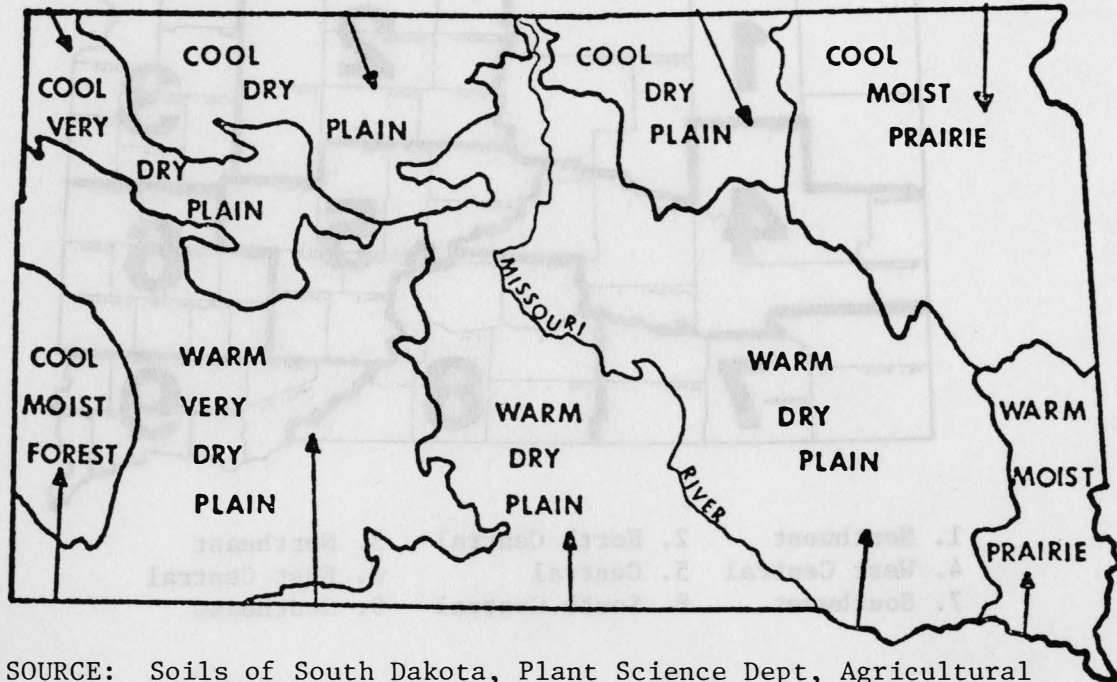 COOL
VERY
DRY
PLAIN
COOL
DRY
PLAIN
COOL
DRY
PLAIN
COOL
MOIST
PRAIRIE
MISSOURI
RIVER
COOL
MOIST
FOREST
WARM
VERY
DRY
PLAIN
WARM
DRY
PLAIN
WARM
DRY
PLAIN
WARM
MOIST
PRAIRIE
SOURCE: Soils of South Dakota, Plant Science Dept, Agricultural